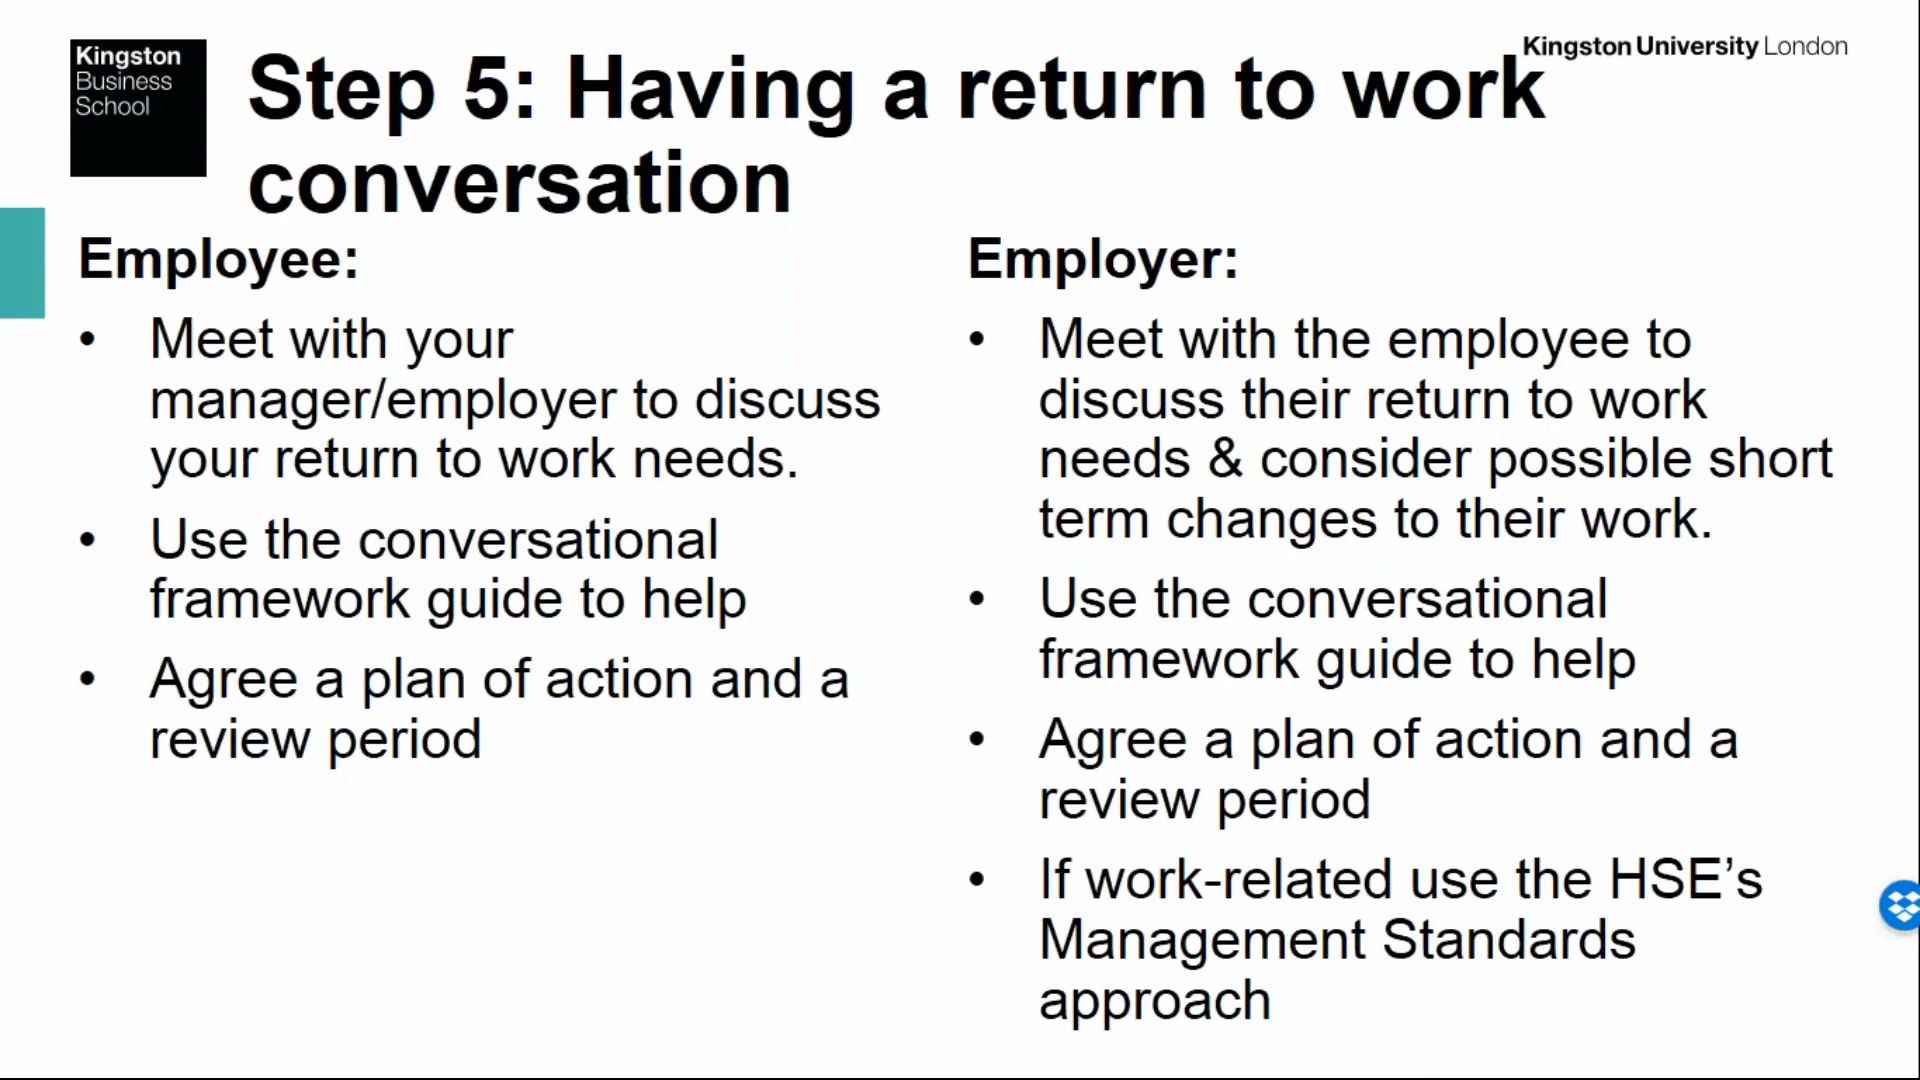 Kingston
Business
School
Kingston University London
Step 5: Having a return to work
conversation
Employee:
• Meet with your
manager/employer to discuss
your return to work needs.
• Use the conversational
framework guide to help
• Agree a plan of action and a
review period
Employer:
• Meet with the employee to
discuss their return to work
needs & consider possible short
term changes to their work.
• Use the conversational
framework guide to help
• Agree a plan of action and a
review period
• If work-related use the HSE’s
Management Standards
approach